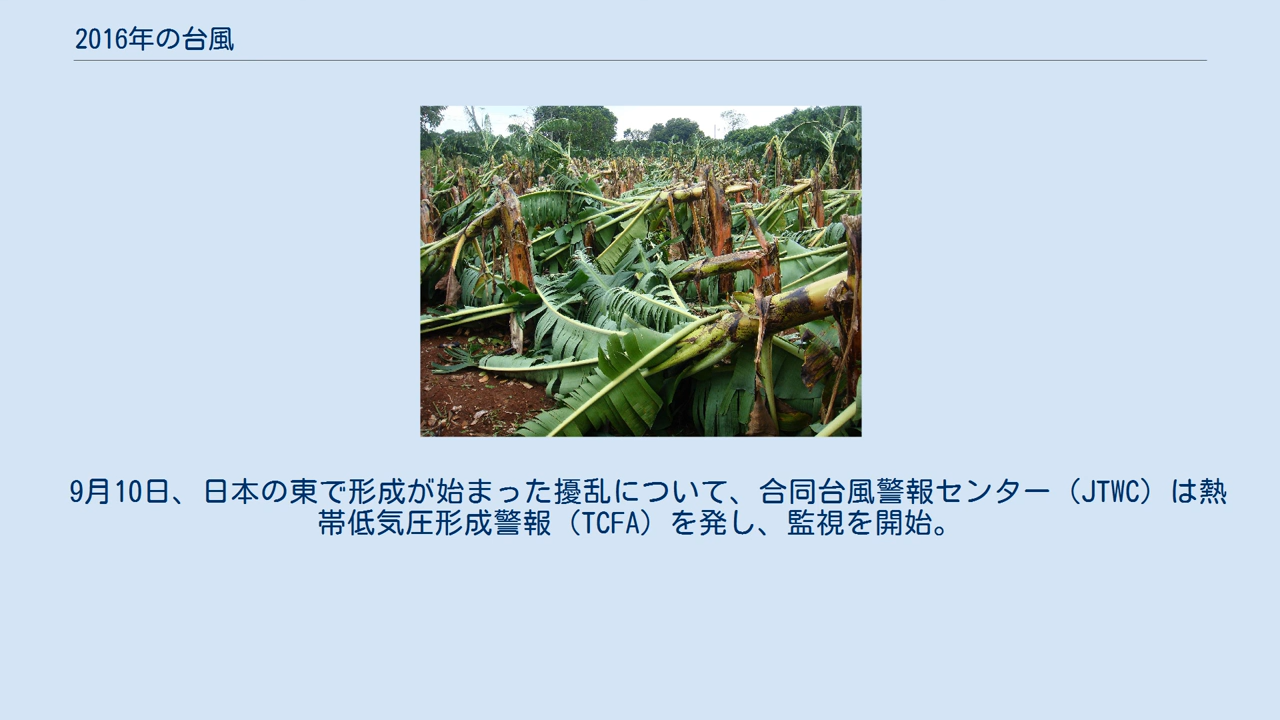 2016年の台風
9月10日、日本の東で形成が始まった擾乱について、合同台風警報センター（JTWC）は熱
帯低気圧形成警報（TCFA）を発し、監視を開始。